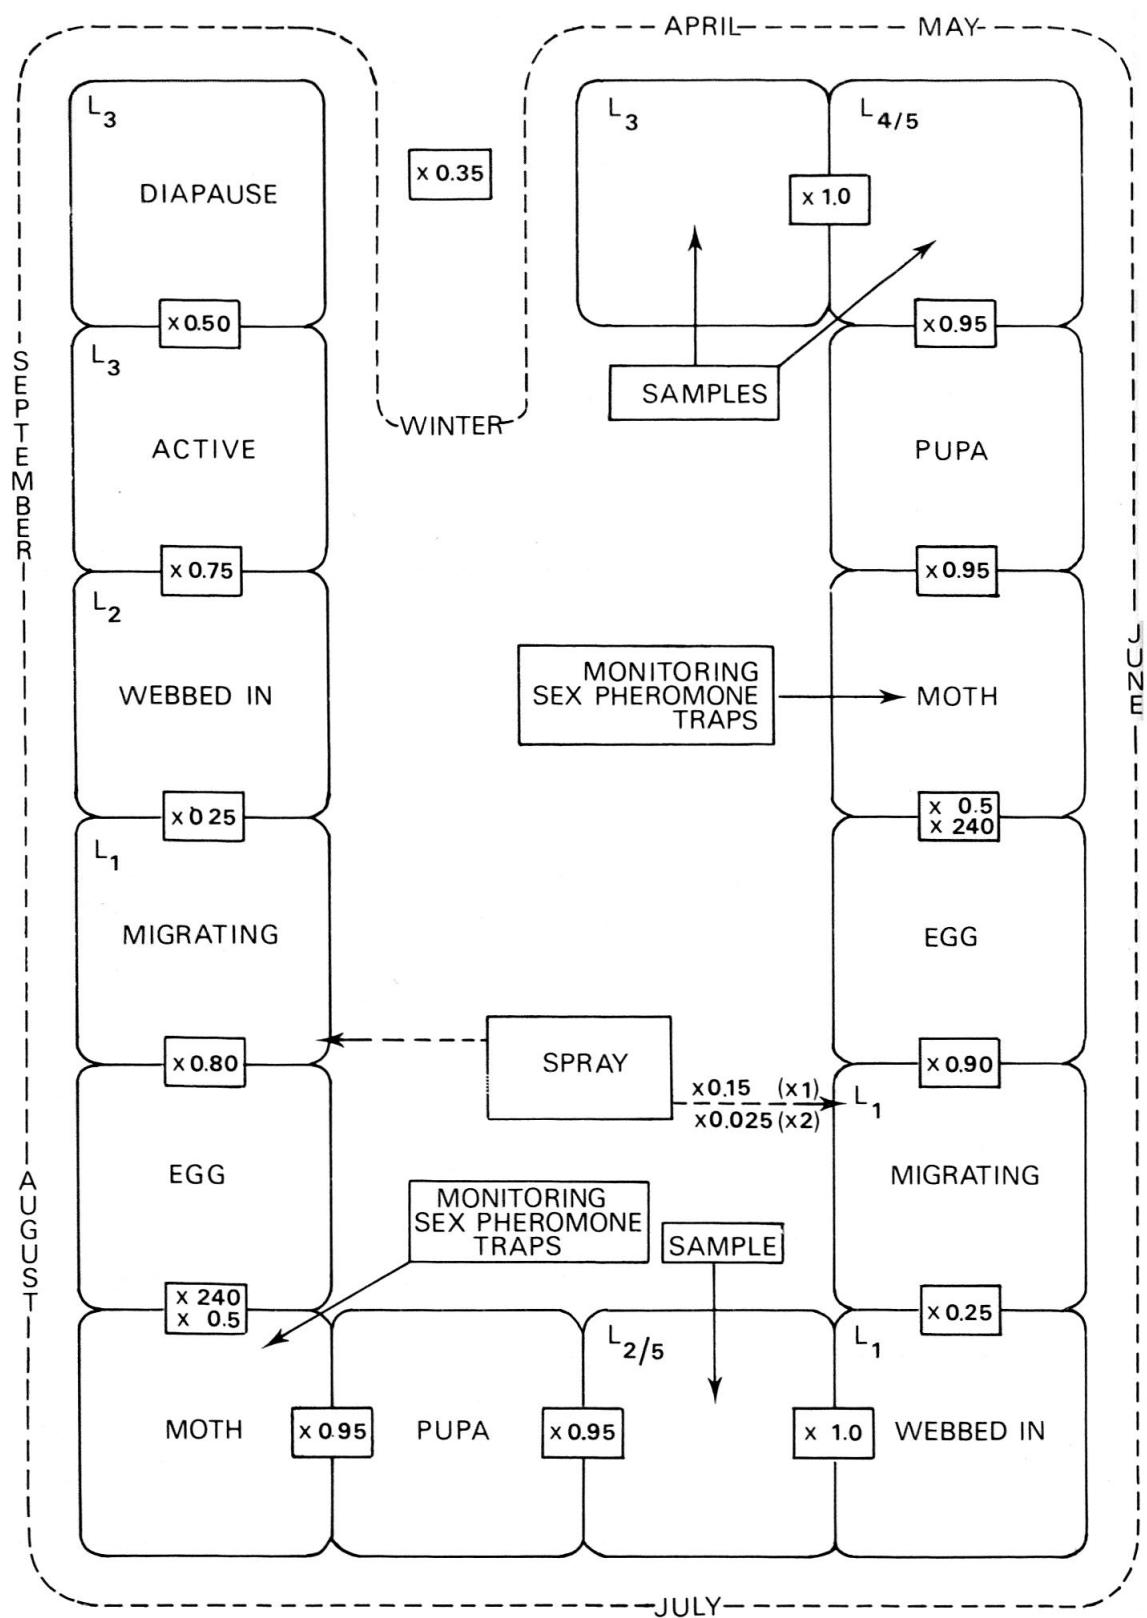 APRIL
MAY
L3
DIAPAUSE
x 0.35
L3
L4/5
x 1.0
x 0.50
L3
ACTIVE
WINTER
SAMPLES
x 0.95
PUPA
SEPTEMBER
x 0.75
L2
WEBBED IN
x 0.95
MONITORING
SEX PHEROMONE
TRAPS
MOTH
JUNE
x 0.25
L1
MIGRATING
x 0.5
x 240
EGG
x 0.80
SPRAY
x0.15 (x1)
x0.025 (x2)
x 0.90
L1
MIGRATING
EGG
AUGUST
MONITORING
SEX PHEROMONE
TRAPS
SAMPLE
x 240
x 0.5
x 0.25
MOTH
x 0.95
PUPA
x 0.95
L2/5
x 1.0
L1
WEBBED IN
JULY